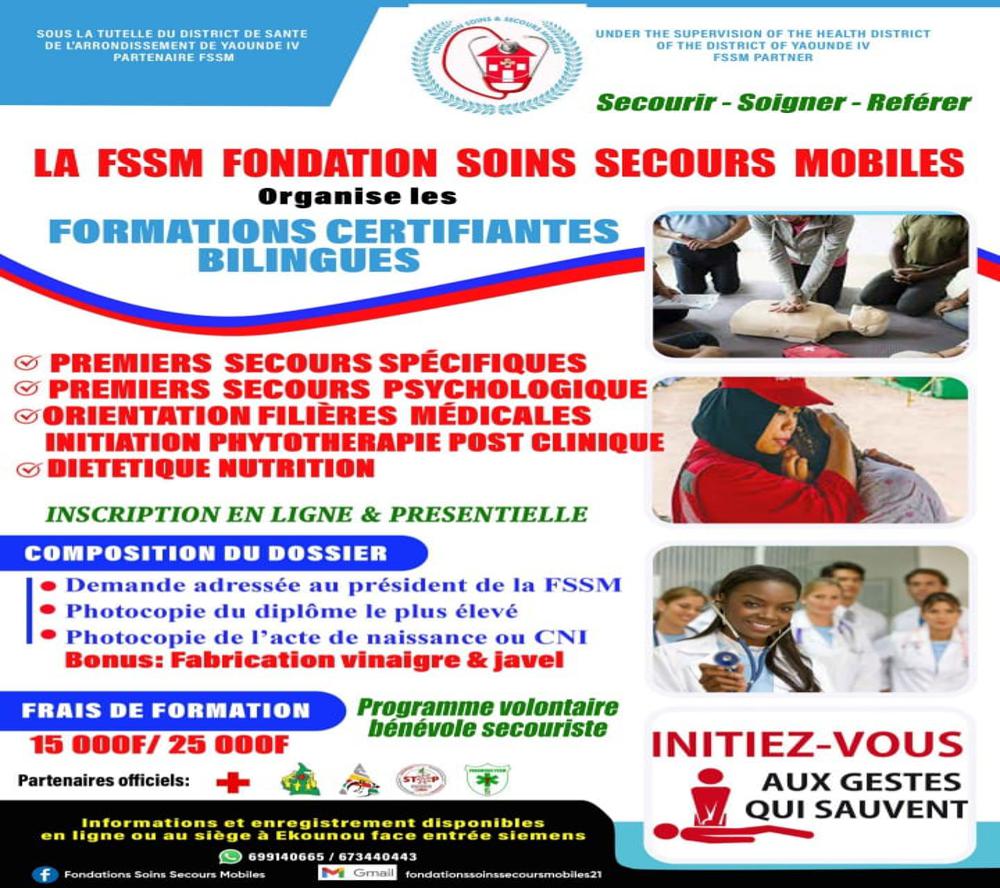 SOUS LA TUTELLE DU DISTRICT DE SANTE
DE L'ARRONDISSEMENT DE YAOUNDE IV
PARTENAIRE FSSM
FONDATION SOINS & SECOURS MOBILES
UNDER THE SUPERVISION OF THE HEALTH DISTRICT
OF THE DISTRICT OF YAOUNDE IV
FSSM PARTNER
Secourir - Soigner - Reférer
LA FSSM FONDATION SOINS SECOURS MOBILES
Organise les
FORMATIONS CERTIFIANTES
BILINGUES
PREMIERS SECOURS SPÉCIFIQUES
PREMIERS SECOURS PSYCHOLOGIQUE
ORIENTATION FILIÈRES MÉDICALES
INITIATION PHYTOTHERAPIE POST CLINIQUE
DIETETIQUE NUTRITION
INSCRIPTION EN LIGNE & PRESENTIELLE
COMPOSITION DU DOSSIER
Demande adressée au président de la FSSM
Photocopie du diplôme le plus élevé
Photocopie de l'acte de naissance ou CNI
Bonus: Fabrication vinaigre & javel
FRAIS DE FORMATION
15 000F/ 25 000F
Programme volontaire
bénévole secouriste
Partenaires officiels:
STOP
INITIEZ-VOUS
AUX GESTES
QUI SAUVENT
Informations et enregistrement disponibles
en ligne ou au siège à Ekounou face entrée siemens
699140665 / 673440443
Fondations Soins Secours Mobiles
Gmail fondationssoinssecoursmobiles21